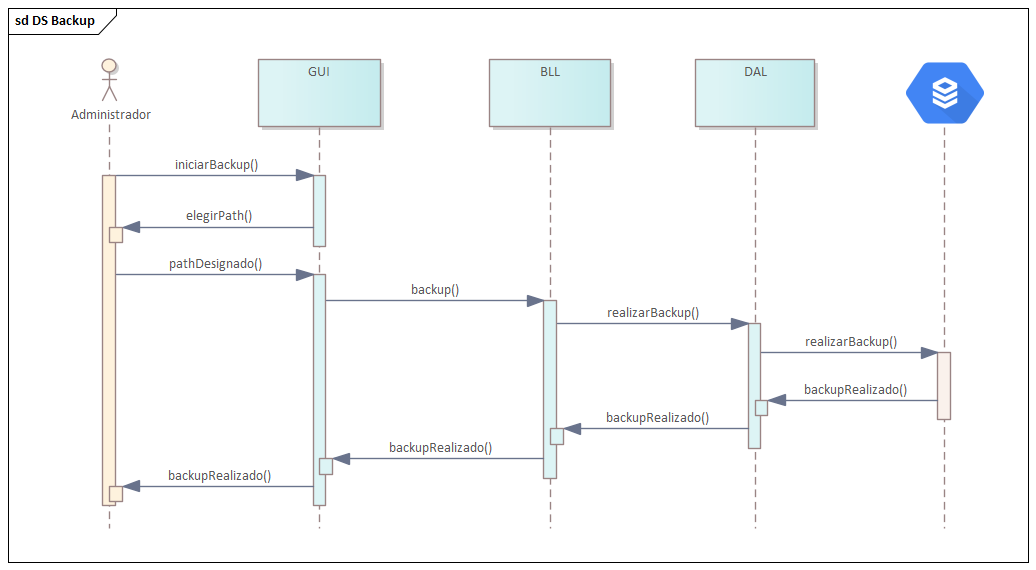 sd DS Backup
GUI
BLL
DAL
Administrador
iniciarBackup()
elegirPath()
pathDesignado()
backup()
realizarBackup()
realizarBackup()
backupRealizado()
backupRealizado()
backupRealizado()
backupRealizado()